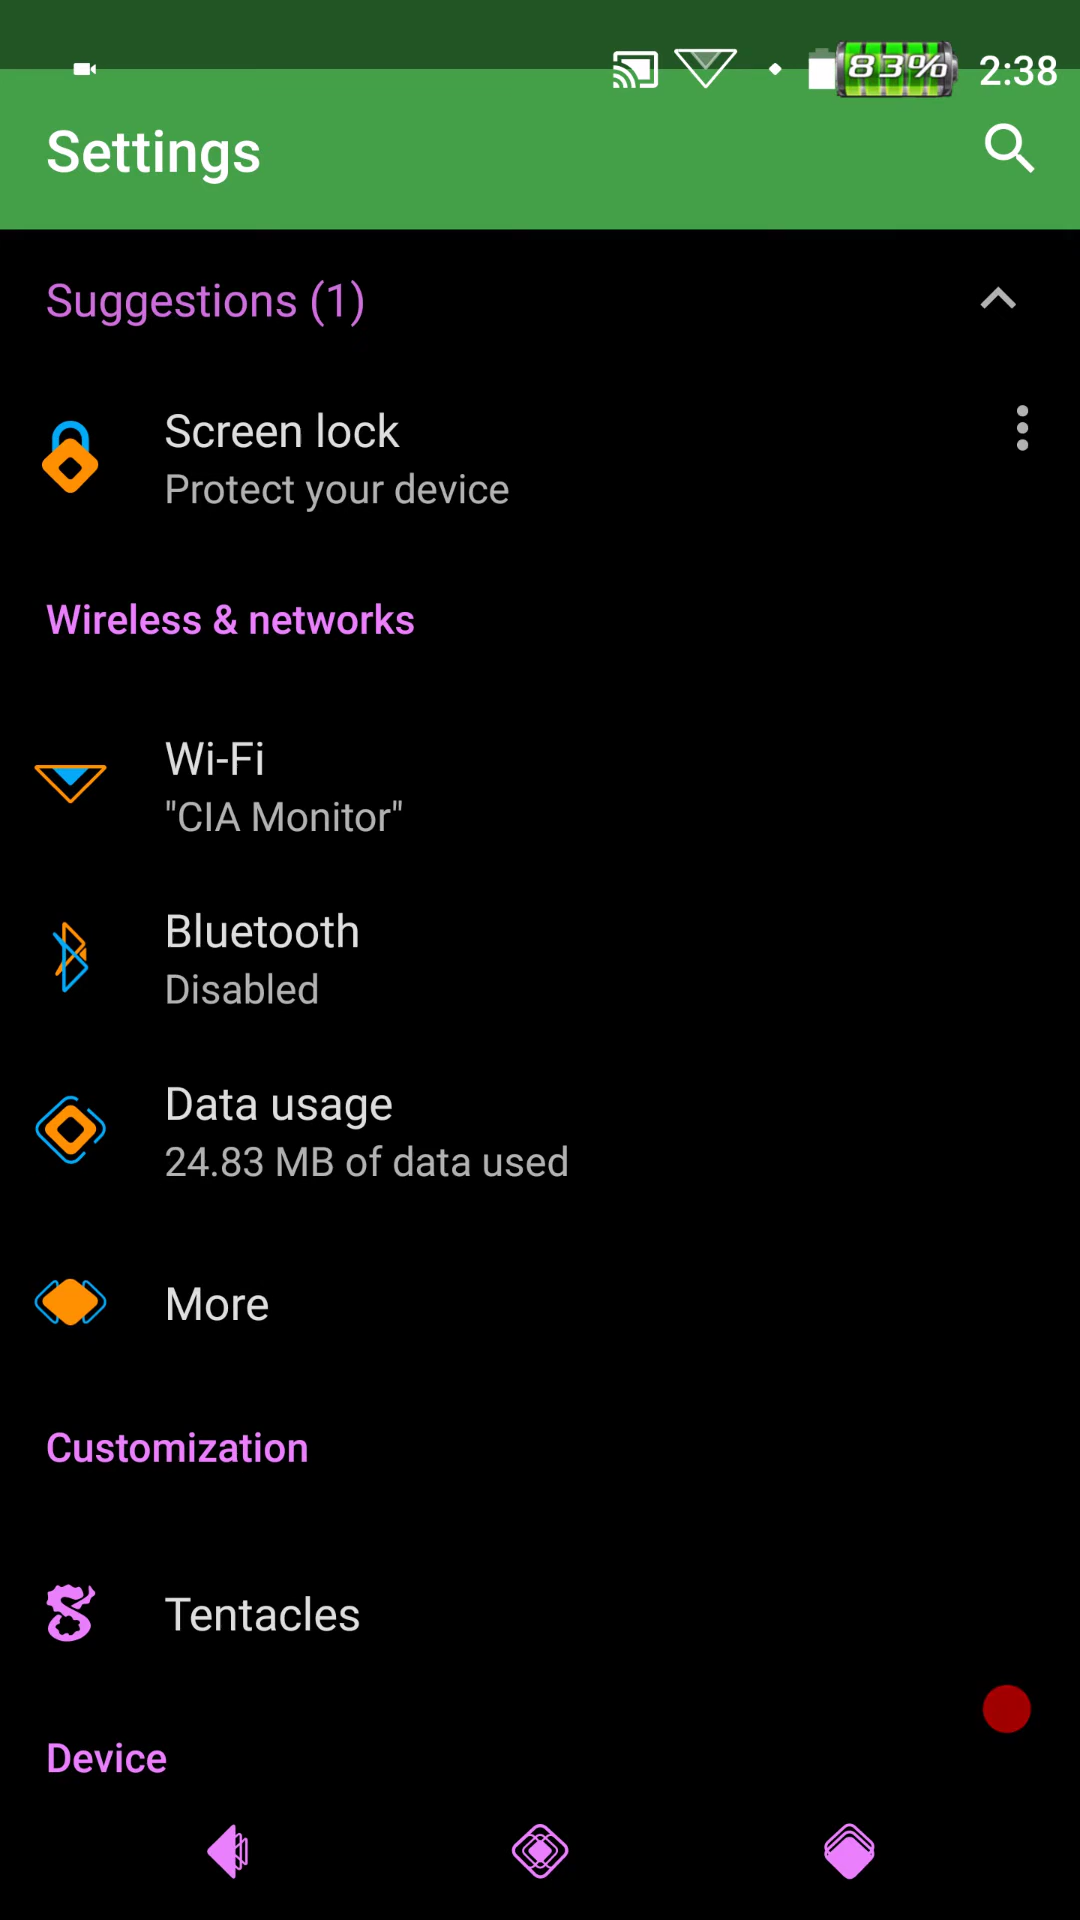 83% 2:38
Settings
Suggestions (1)
Screen lock
Protect your device
Wireless & networks
Wi-Fi
"CIA Monitor"
Bluetooth
Disabled
Data usage
24.83 MB of data used
More
Customization
Tentacles
Device